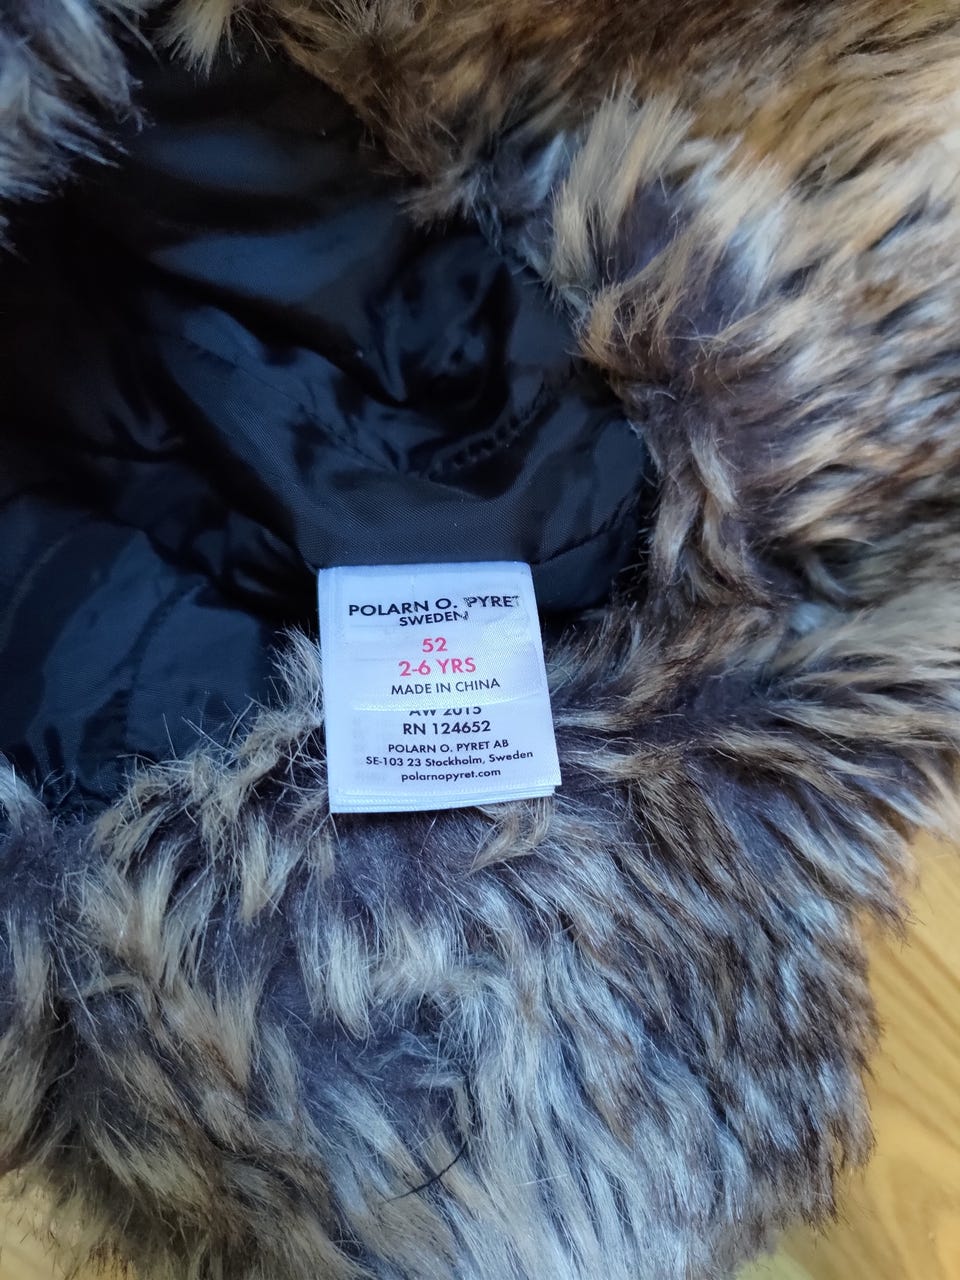 POLARN O. PYRET
SWEDEN
52
2-6 YRS
MADE IN CHINA
AW 2015
RN 124652
POLARN O. PYRET AB
SE-103 23 Stockholm, Sweden
polarnopyret.com